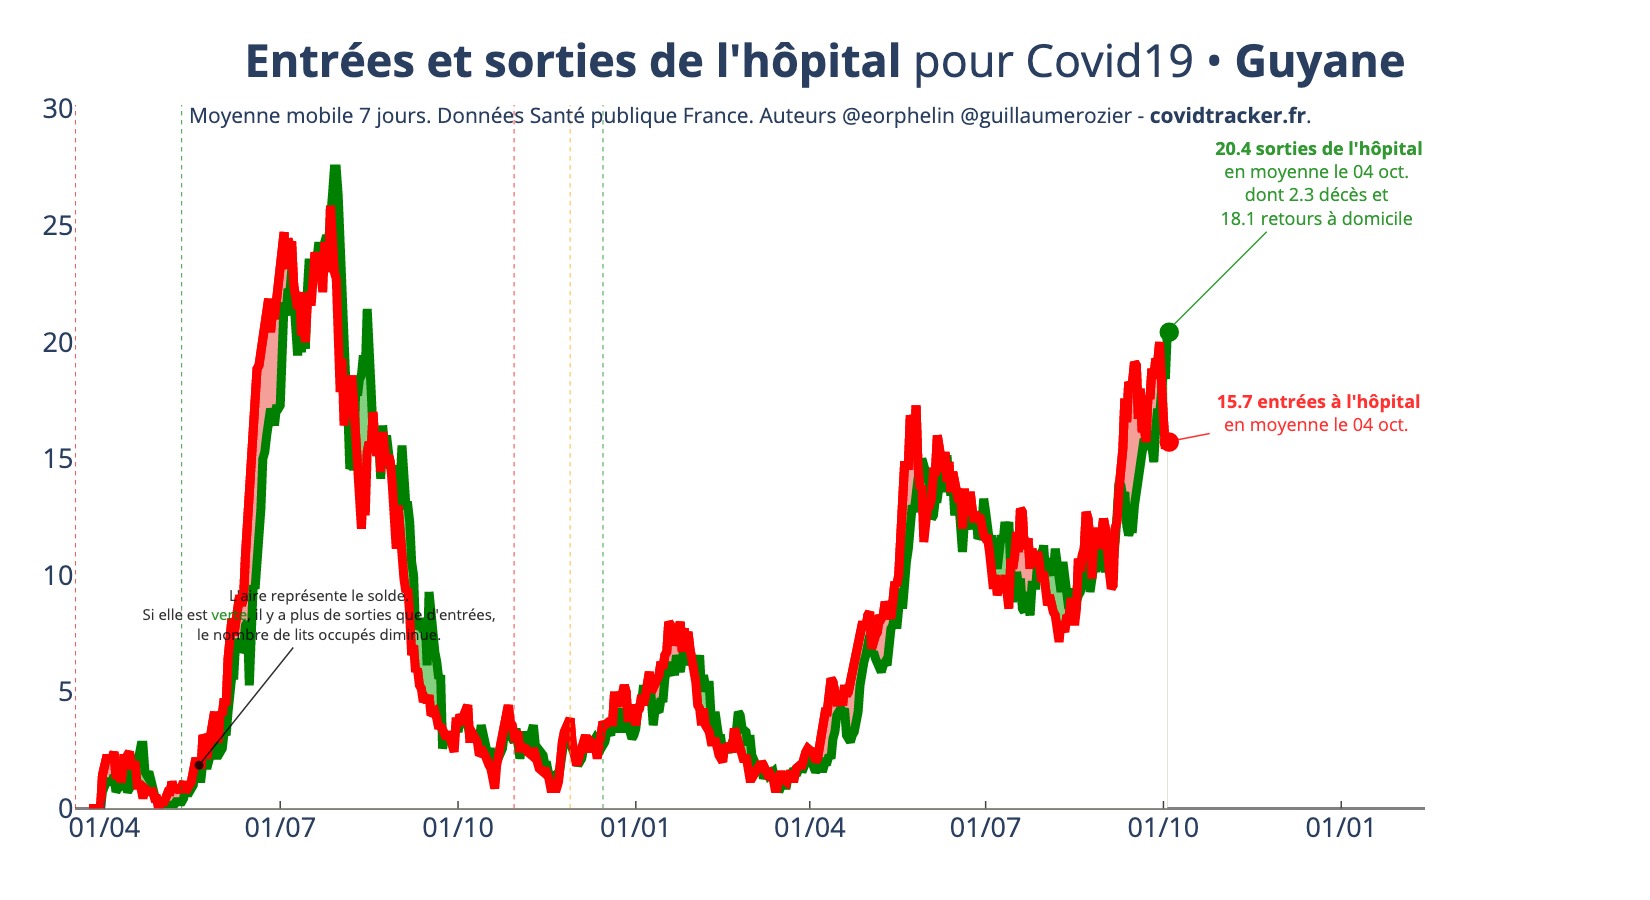 Entrées et sorties de l'hôpital pour Covid19 • Guyane
Moyenne mobile 7 jours. Données Santé publique France. Auteurs @eorphelin @guillaumerozier - covidtracker.fr.
30
25
20
15
10
5
0
20.4 sorties de l'hôpital
en moyenne le 04 oct.
dont 2.3 décès et
18.1 retours à domicile
15.7 entrées à l'hôpital
en moyenne le 04 oct.
L'aire représente le solde.
Si elle est verte, il y a plus de sorties que d'entrées,
le nombre de lits occupés diminue.
01/04 01/07 01/10 01/01 01/04 01/07 01/10 01/01